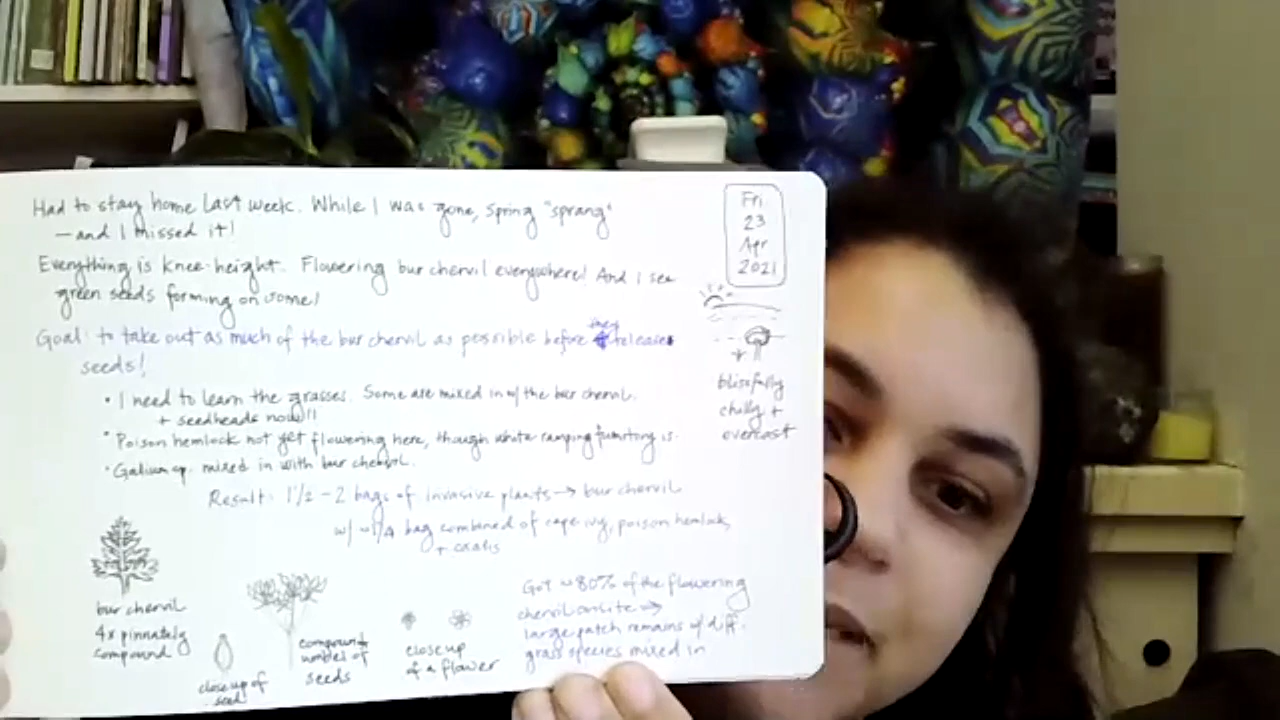 Had to stay home last week. While I was gone, Spring "sprang"
— and I missed it!
Everything is knee-height. Flowering bur chervil everywhere! And I see
green seeds forming on some!
Goal: to take out as much of the bur chervil as possible before they release
seeds!
• I need to learn the grasses. Some are mixed in w/ the bur chervil.
+ seedheads now!!
• Poison hemlock not yet flowering here, though white ramping fumitory is.
• Galium sp. mixed in with bur chervil.
Result: 1 1/2 - 2 bags of invasive plants → bur chervil
w/ ~1/4 bag combined of cape ivy, poison hemlock,
+ oxalis
Got ~80% of the flowering
chervil onsite →
large patch remains w/ diff.
grass species mixed in
bur chervil
4x pinnately
compound
close up of
seed
compound
umbles of
seeds
close up
of a flower
Fri
23
Apr
2021
blissfully
chilly +
overcast